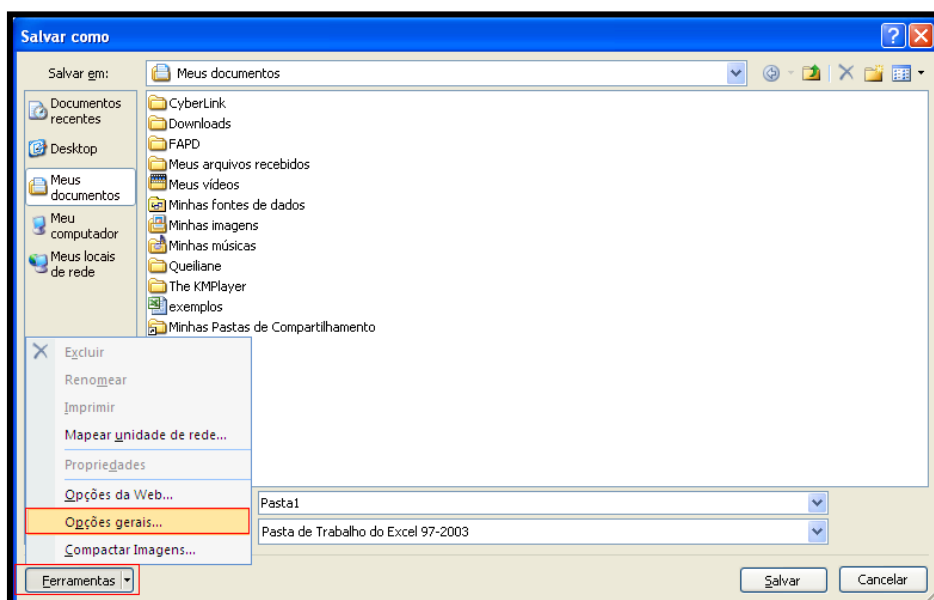 Salvar como
Salvar em:
Meus documentos
Documentos
recentes
Desktop
Meus
documentos
Meu
computador
Meus locais
de rede
CyberLink
Downloads
FAPD
Meus arquivos recebidos
Meus vídeos
Minhas fontes de dados
Minhas imagens
Minhas músicas
Queiliane
The KMPlayer
exemplos
Minhas Pastas de Compartilhamento
Excluir
Renomear
Imprimir
Mapear unidade de rede...
Propriedades
Opções da Web...
Opções gerais...
Compactar Imagens...
Pasta1
Pasta de Trabalho do Excel 97-2003
Ferramentas
Salvar
Cancelar